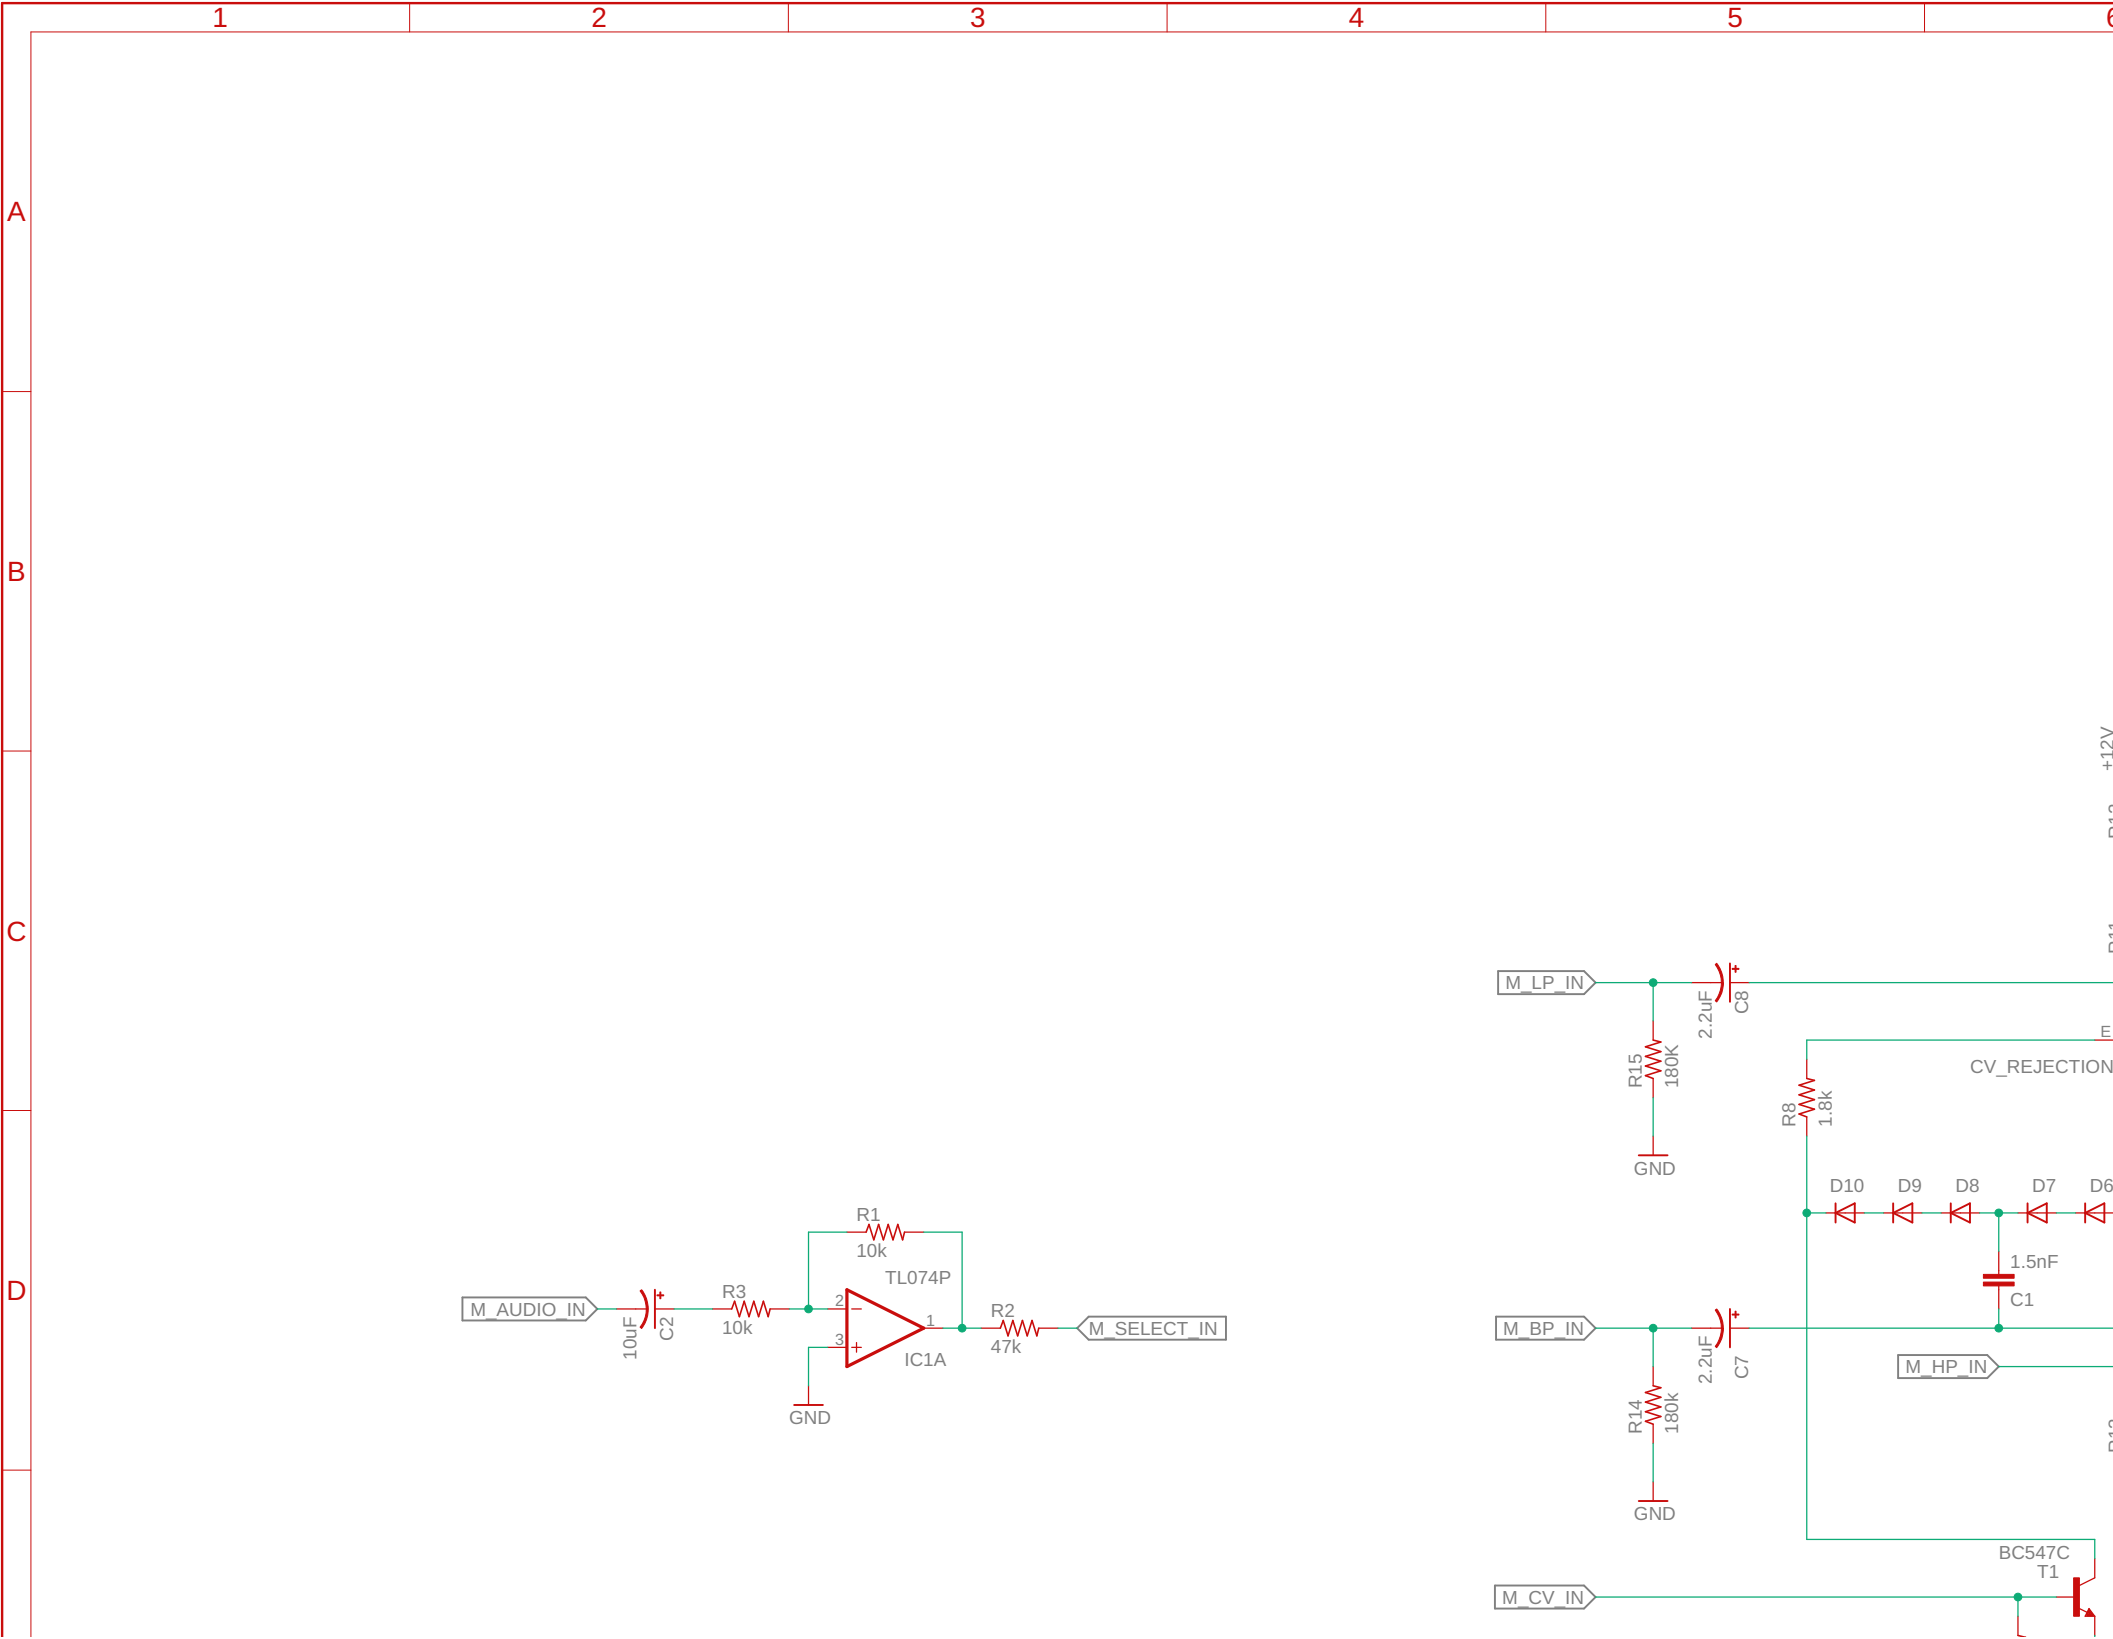 1
2
3
4
5
6
A
B
+12V
C
M_LP_IN
2.2uF
C8
R15
180K
GND
E
CV_REJECTION
R8
1.8k
D10
D9
D8
D7
D6
1.5nF
C1
D
R1
10k
TL074P
R3
10k
2
3
1
IC1A
M_AUDIO_IN
10uF
C2
R2
47k
M_SELECT_IN
GND
M_BP_IN
2.2uF
C7
M_HP_IN
R14
180k
GND
BC547C
T1
M_CV_IN